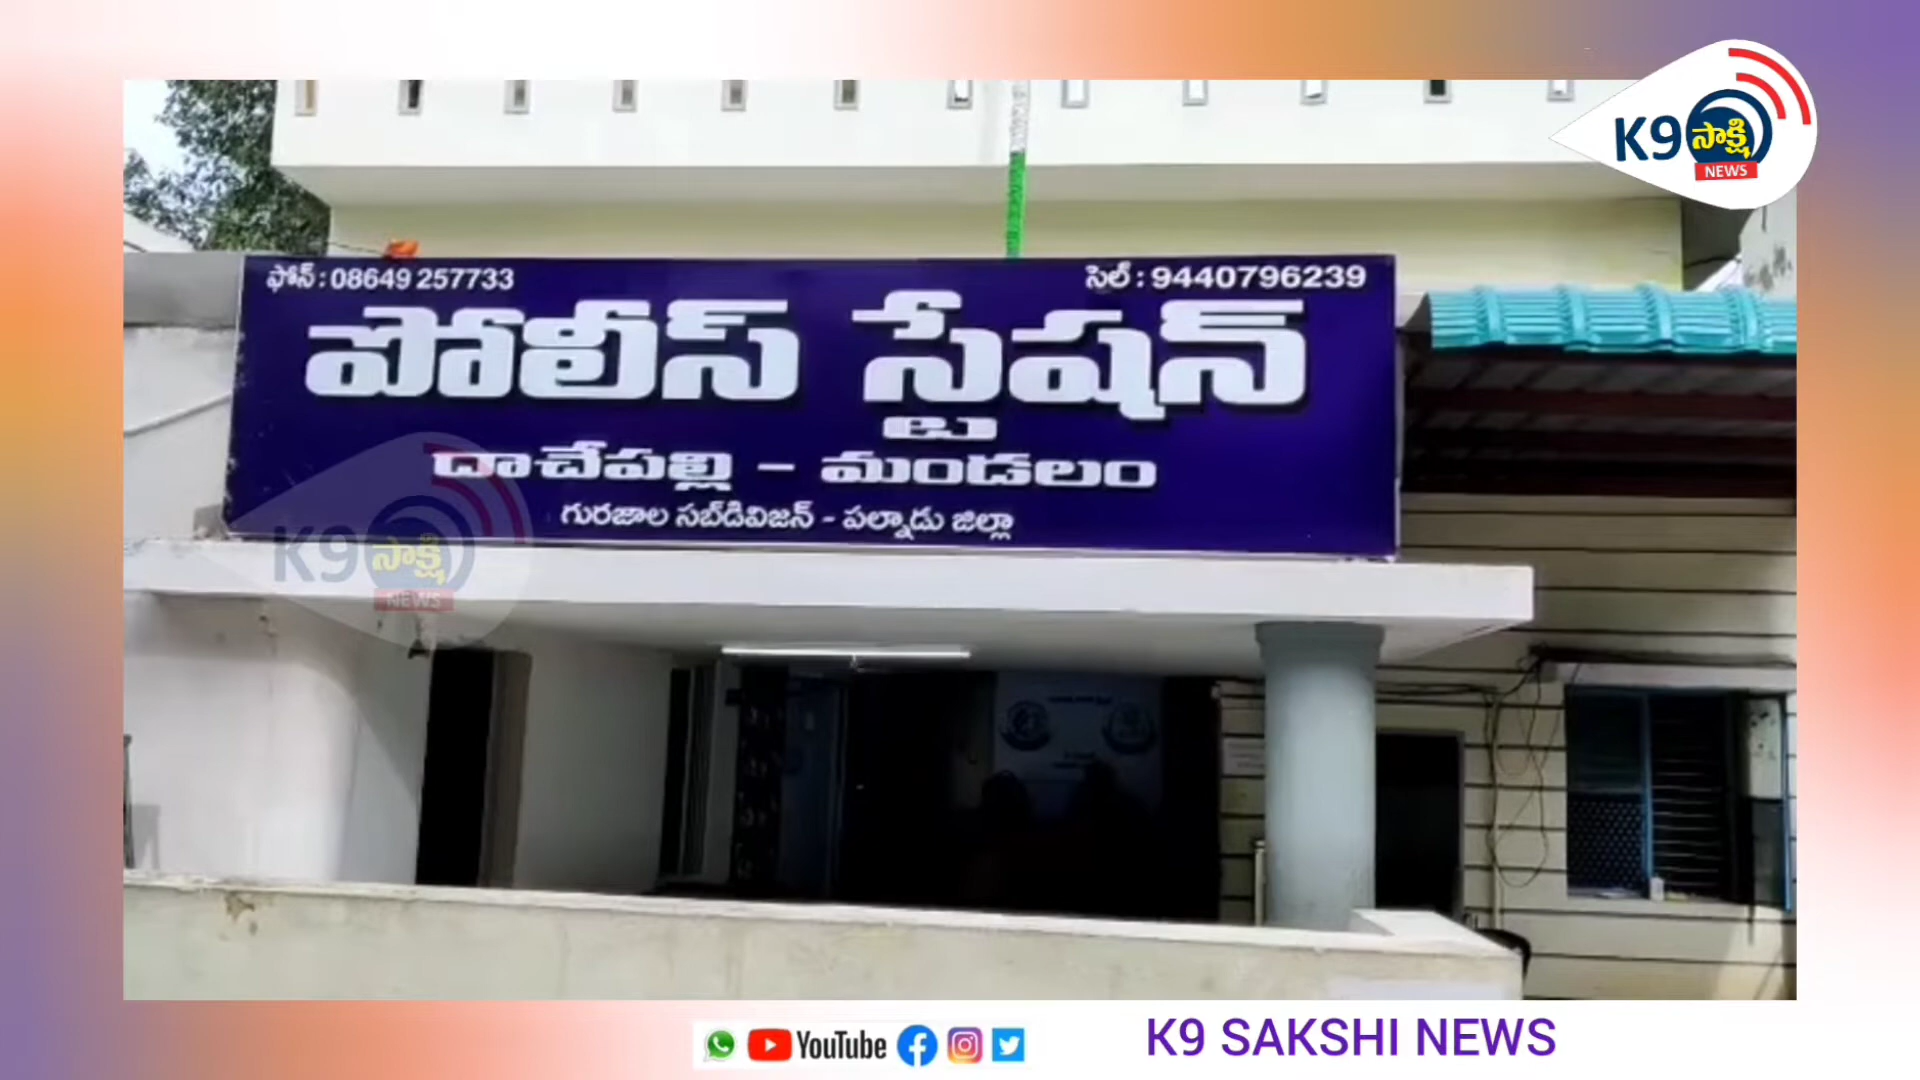 K9 సాక్షి
NEWS
ఫోన్ : 08649 257733
సెల్ : 9440796239
పోలీస్ స్టేషన్
దాచేపల్లి - మండలం
గురజాల సబ్‌డివిజన్ - పల్నాడు జిల్లా
K9 సాక్షి
NEWS
YouTube
K9 SAKSHI NEWS